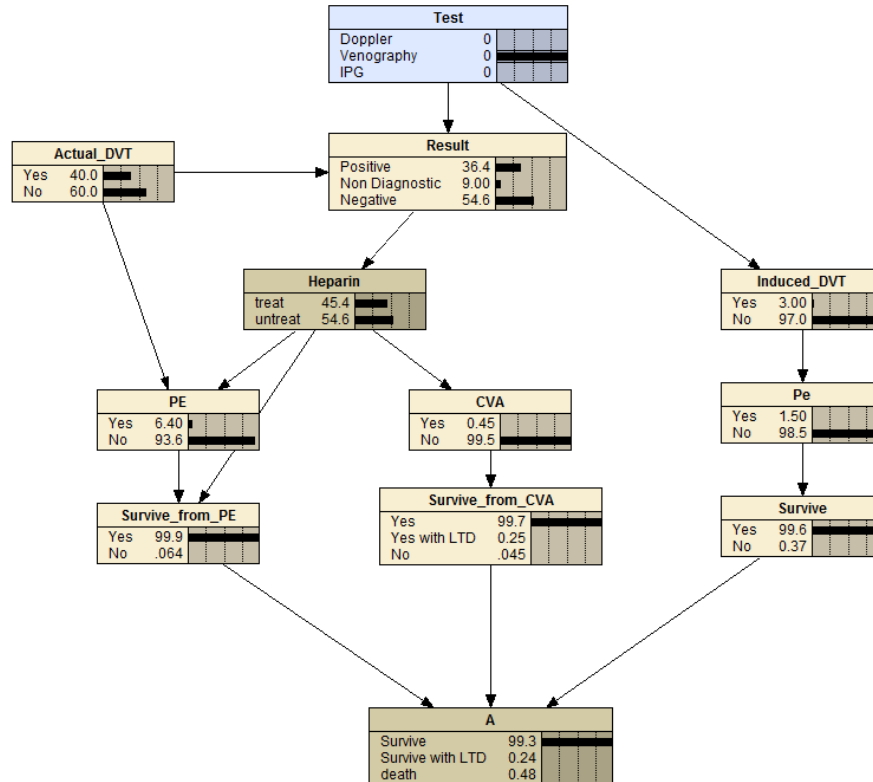 Test
Doppler 0
Venography 0
IPG 0
Actual_DVT
Yes 40.0
No 60.0
Result
Positive 36.4
Non Diagnostic 9.00
Negative 54.6
Heparin
treat 45.4
untreat 54.6
Induced_DVT
Yes 3.00
No 97.0
PE
Yes 6.40
No 93.6
CVA
Yes 0.45
No 99.5
Pe
Yes 1.50
No 98.5
Survive_from_PE
Yes 99.9
No .064
Survive_from_CVA
Yes 99.7
Yes with LTD 0.25
No .045
Survive
Yes 99.6
No 0.37
A
Survive 99.3
Survive with LTD 0.24
death 0.48